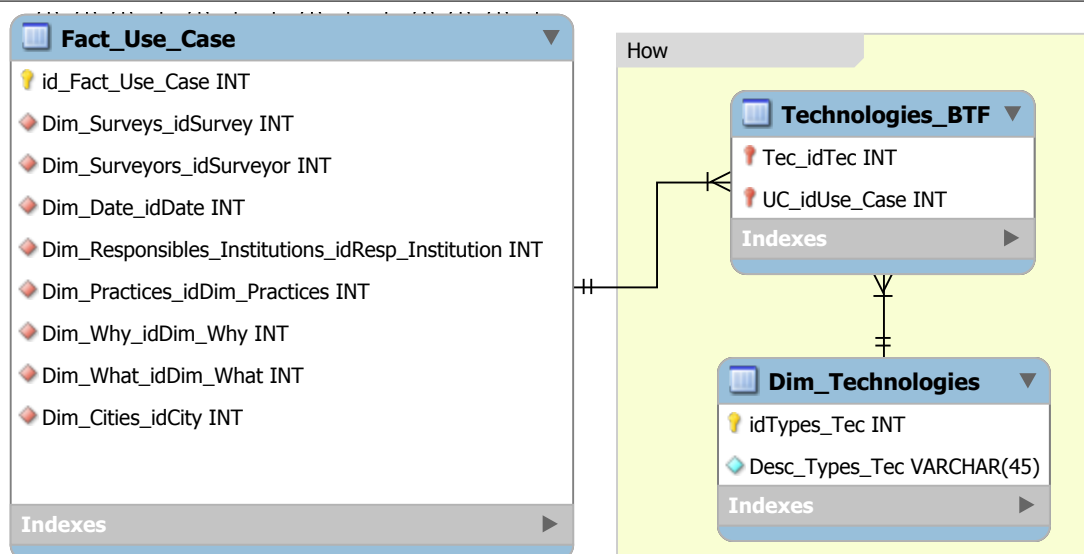 Fact_Use_Case
id_Fact_Use_Case INT
Dim_Surveys_idSurvey INT
Dim_Surveyors_idSurveyor INT
Dim_Date_idDate INT
Dim_Responsibles_Institutions_idResp_Institution INT
Dim_Practices_idDim_Practices INT
Dim_Why_idDim_Why INT
Dim_What_idDim_What INT
Dim_Cities_idCity INT
Indexes
How
Technologies_BTF
Tec_idTec INT
UC_idUse_Case INT
Indexes
Dim_Technologies
idTypes_Tec INT
Desc_Types_Tec VARCHAR(45)
Indexes